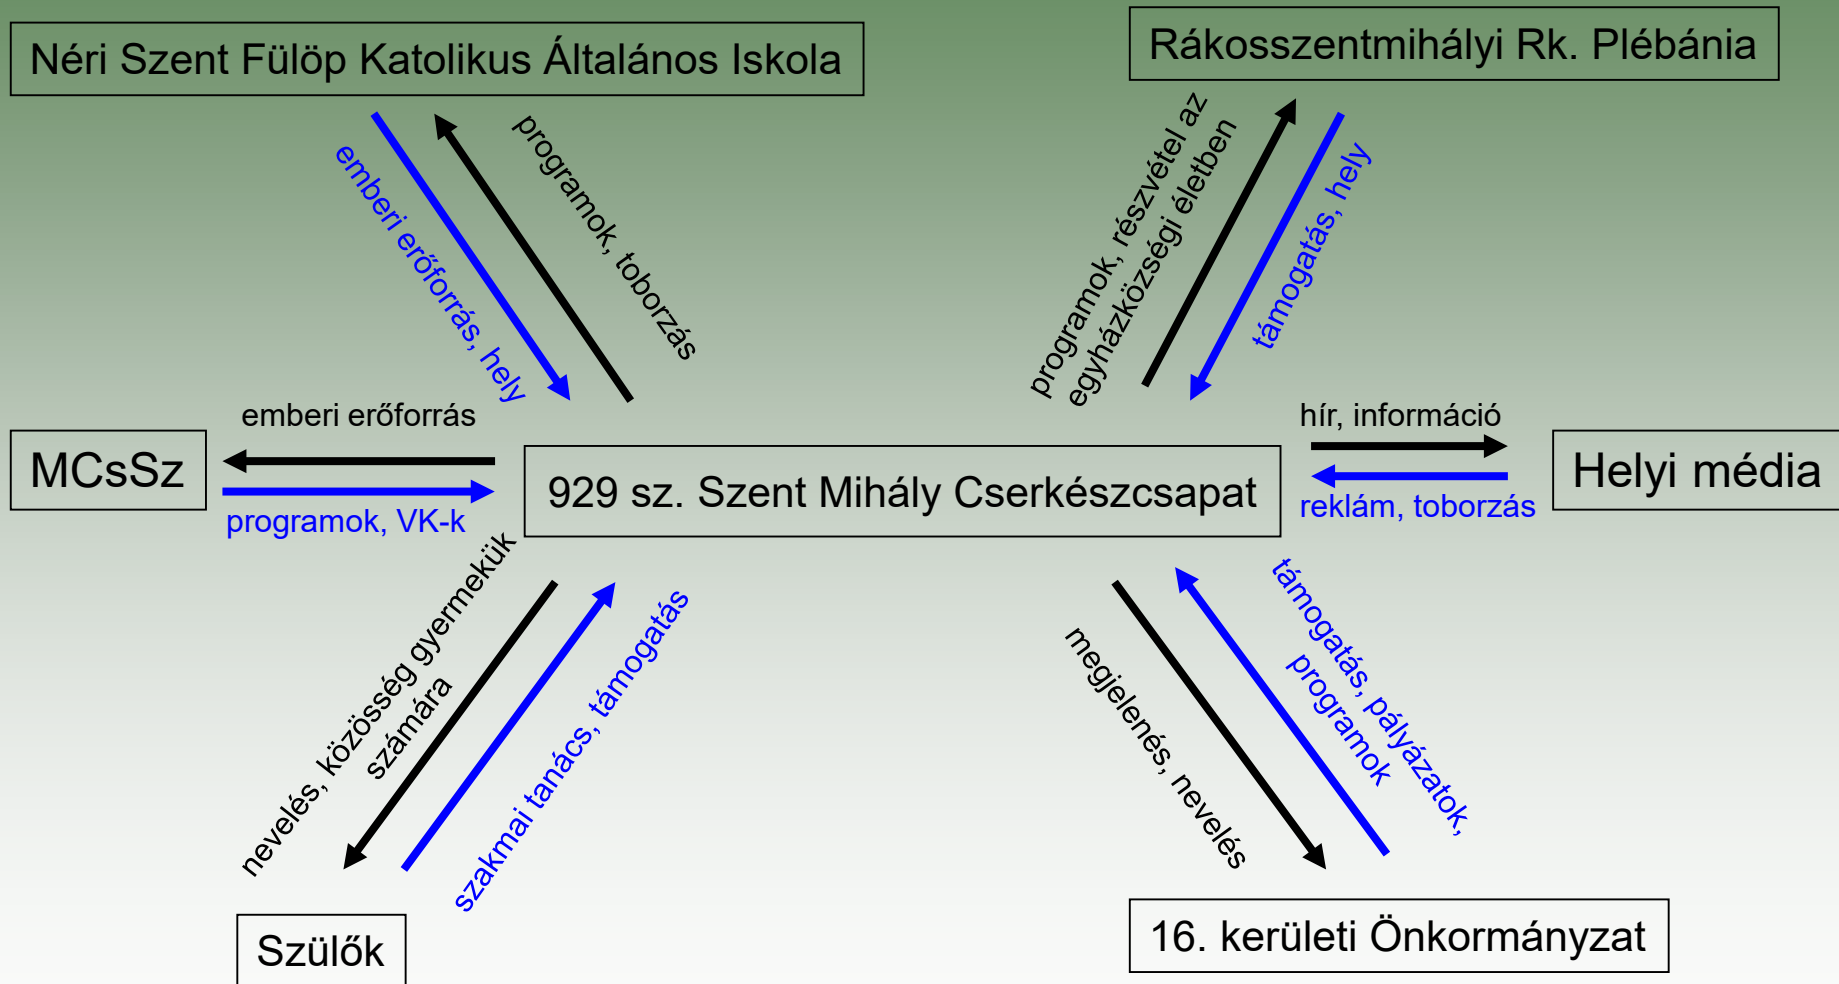 Néri Szent Fülöp Katolikus Általános Iskola
Rákosszentmihályi Rk. Plébánia
emberi erőforrás, hely
programok, toborzás
programok, részvétel az
egyházközségi életben
támogatás, hely
emberi erőforrás
MCsSz
programok, VK-k
929 sz. Szent Mihály Cserkészcsapat
hír, információ
reklám, toborzás
Helyi média
nevelés, közösség gyermekük
számára
szakmai tanács, támogatás
megjelenés, nevelés
támogatás, pályázatok,
programok
Szülők
16. kerületi Önkormányzat